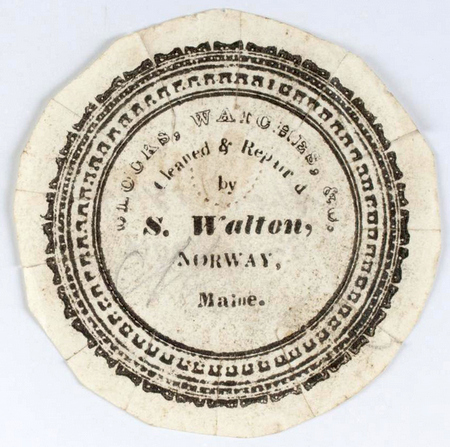 CLOCKS, WATCHES, &C.
Cleaned & Repair'd
by
S. Walton,
NORWAY,
Maine.